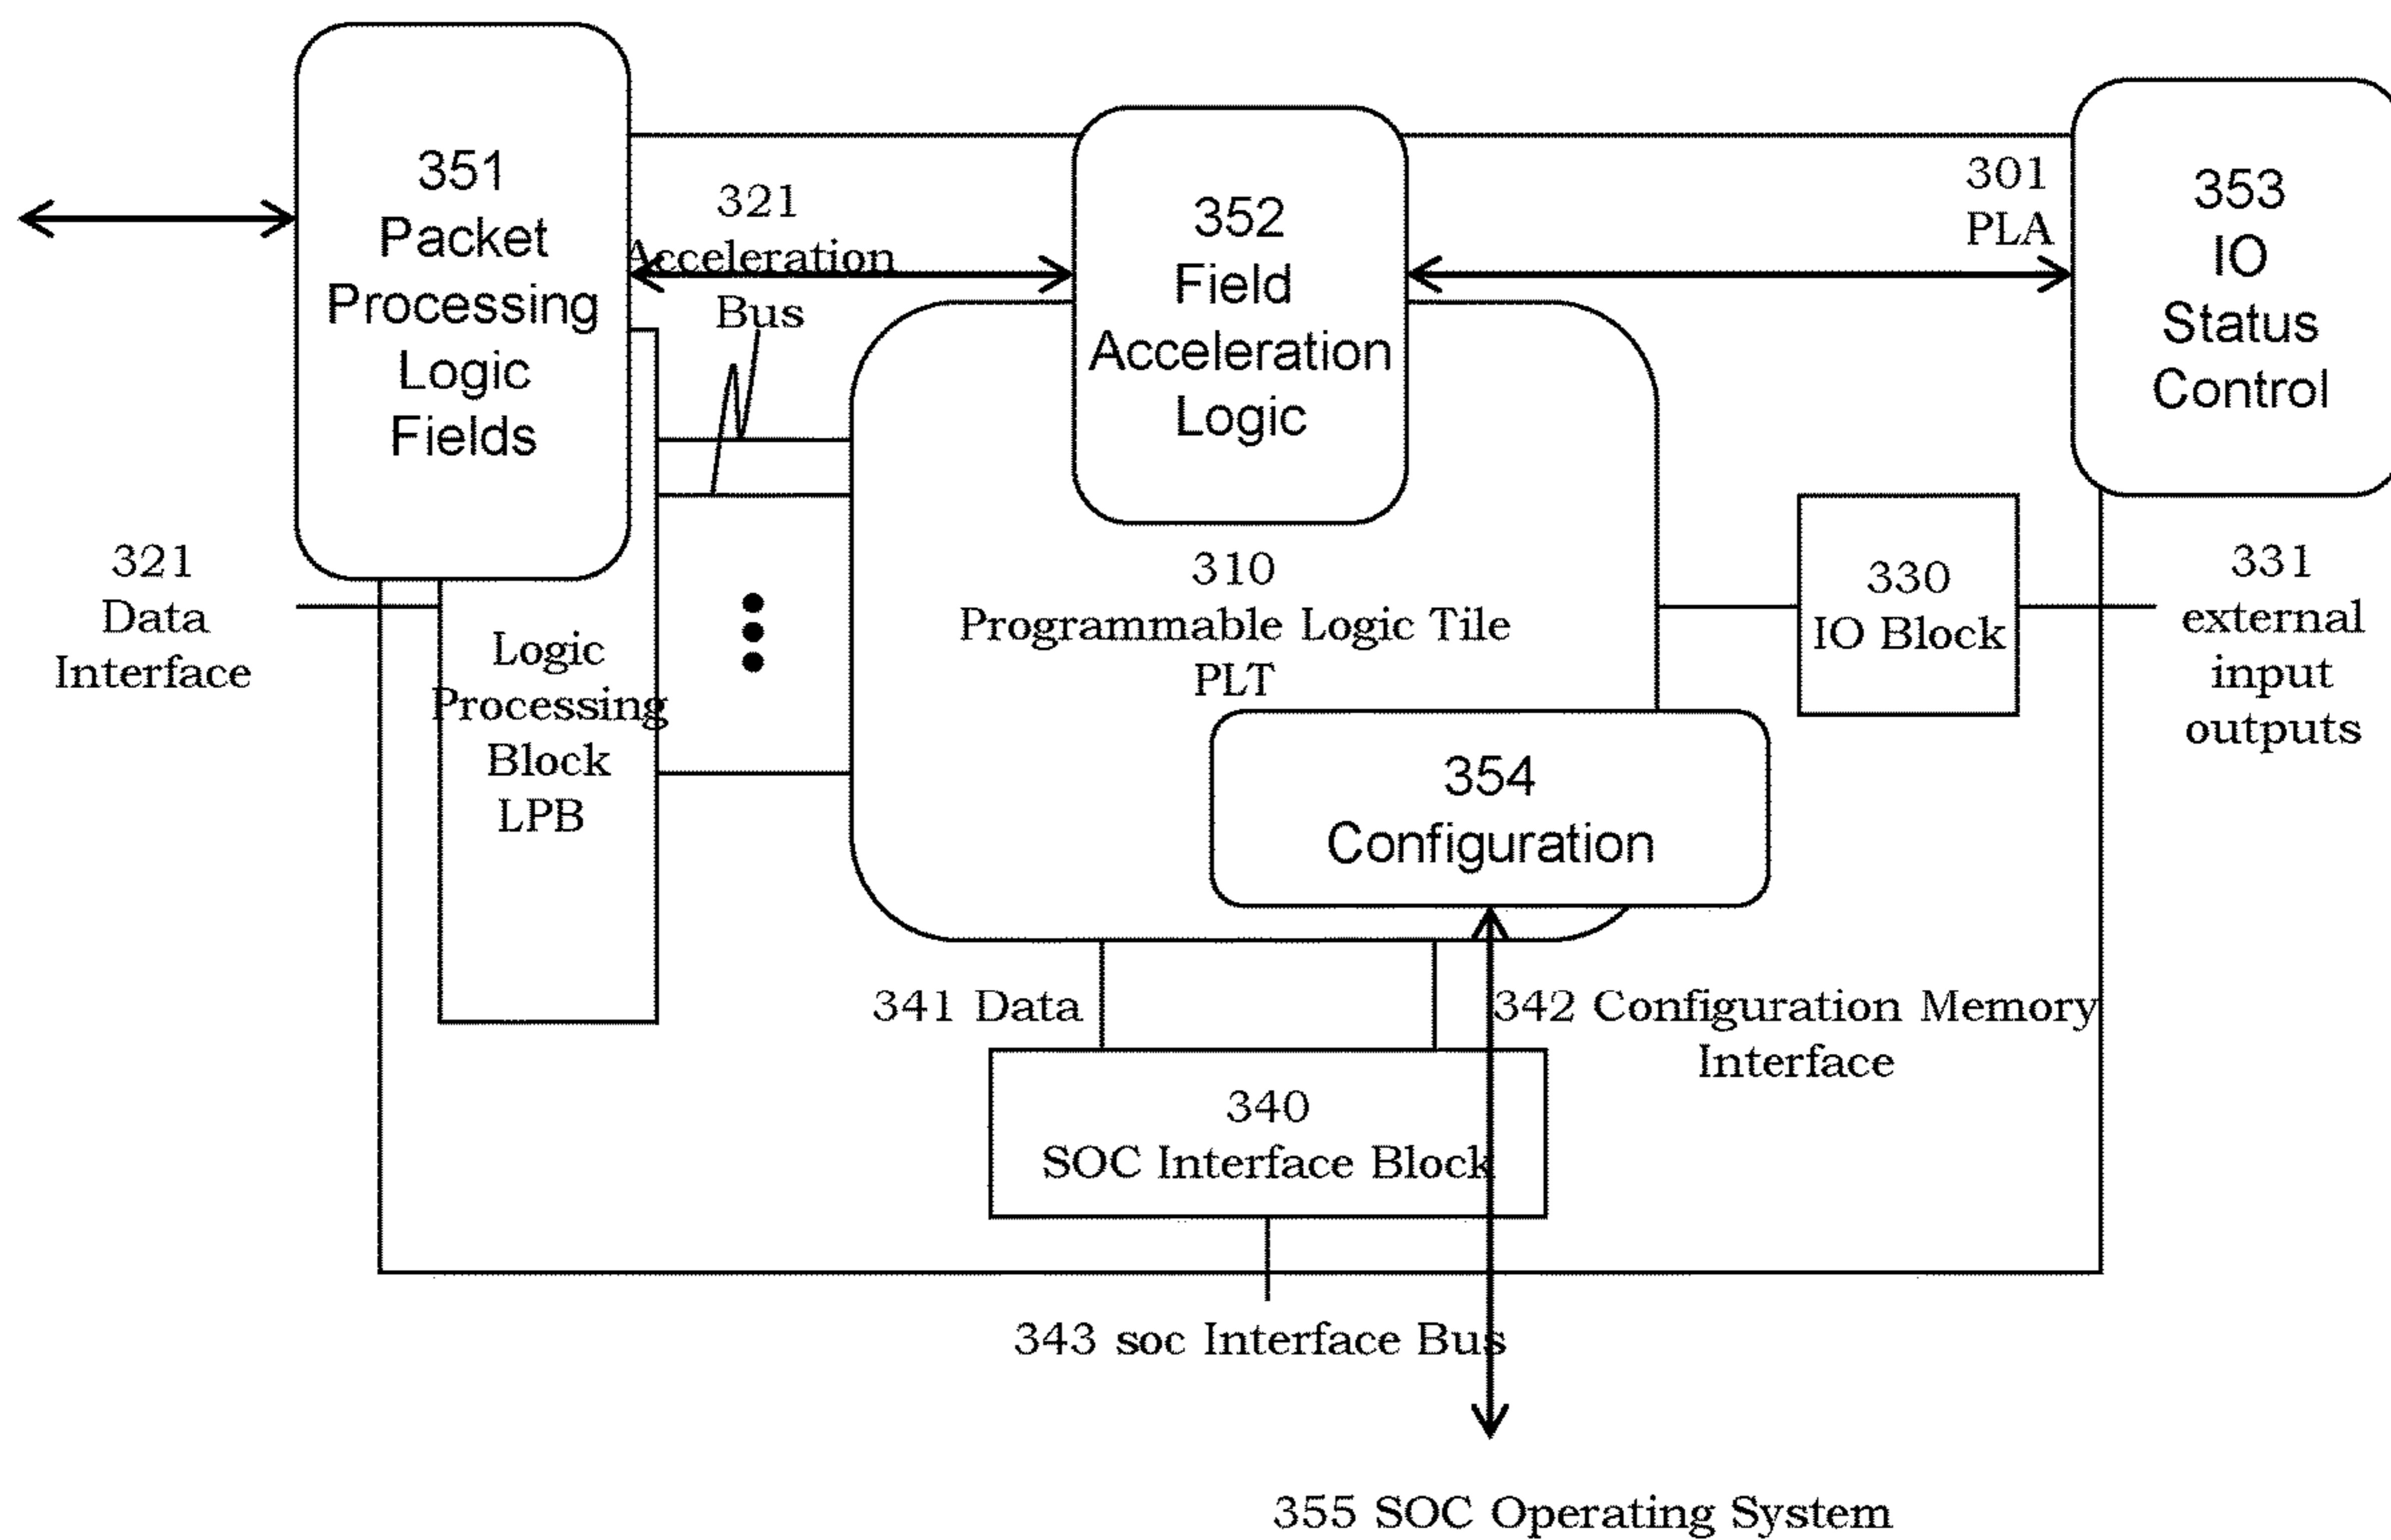 351
Packet
Processing
Logic
Fields
321
Acceleration
Bus
352
Field
Acceleration
Logic
301
PLA
353
IO
Status
Control
321
Data
Interface
Logic
Processing
Block
LPB
310
Programmable Logic Tile
PLT
330
IO Block
331
external
input
outputs
354
Configuration
341 Data
342 Configuration Memory
Interface
340
SOC Interface Block
343 soc Interface Bus
355 SOC Operating System